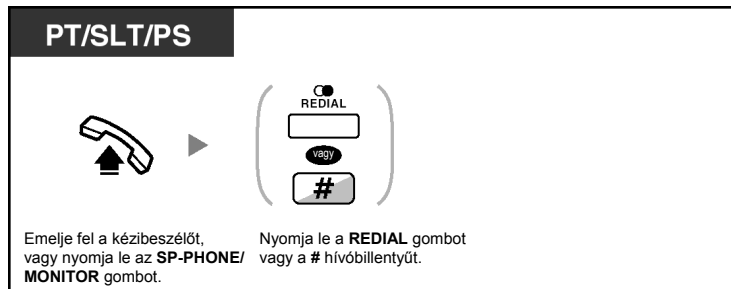 PT/SLT/PS
REDIAL
vagy
#
Emelje fel a kézibeszélőt,
vagy nyomja le az SP-PHONE/
MONITOR gombot.
Nyomja le a REDIAL gombot
vagy a # hívóbillentyűt.